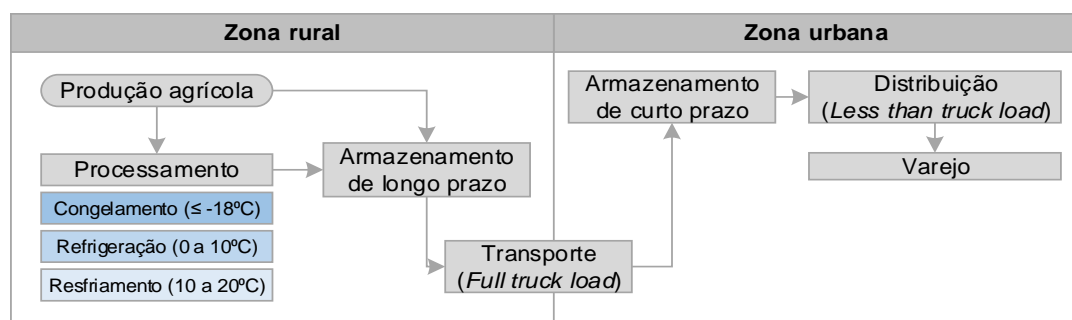 Zona rural
Produção agrícola
Processamento
Congelamento (≤ -18ºC)
Refrigeração (0 a 10ºC)
Resfriamento (10 a 20ºC)
Armazenamento
de longo prazo
Transporte
(Full truck load)
Zona urbana
Armazenamento
de curto prazo
Distribuição
(Less than truck load)
Varejo